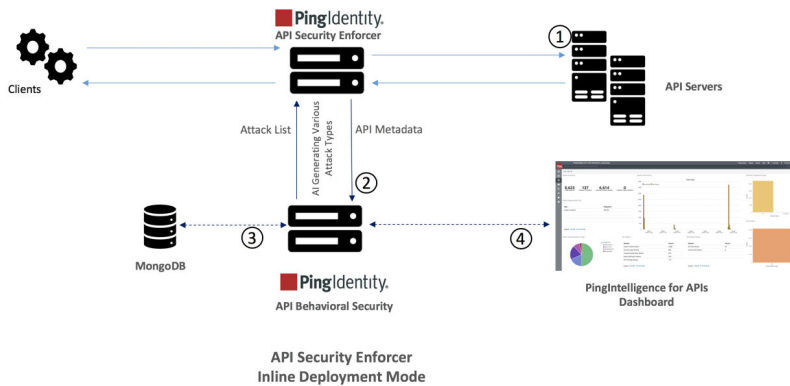 PingIdentity.
API Security Enforcer
1
Clients
API Servers
Attack List
AI Generating Various
Attack Types
API Metadata
2
3
4
MongoDB
PingIdentity.
API Behavioral Security
PingIntelligence for APIs
Dashboard
API Security Enforcer
Inline Deployment Mode